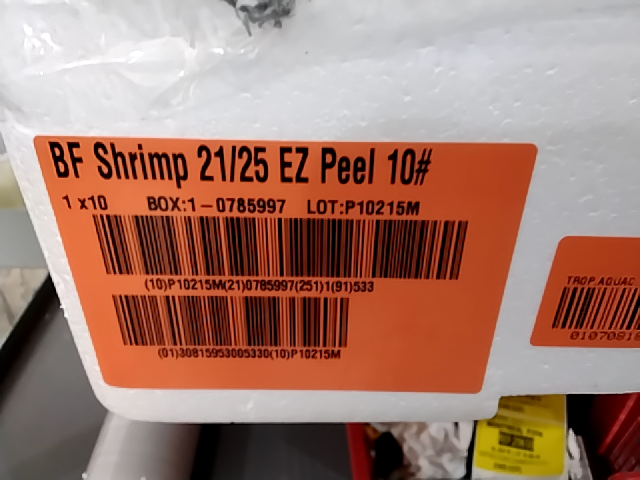 BF Shrimp 21/25 EZ Peel 10#
1 x10 BOX:1-0785997 LOT:P10215M
(10)P10215M(21)0785997(251)1(91)533
(01)30815953005330(10)P10215M
TROP.AQUAC